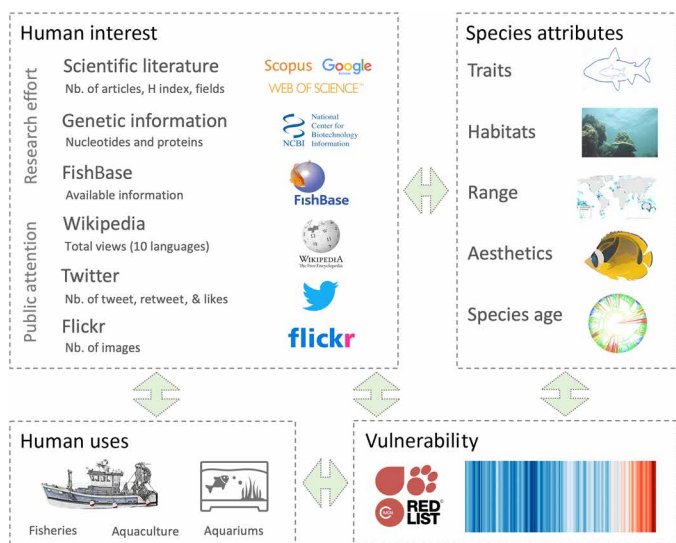 Human interest
Research effort
Scientific literature
Nb. of articles, H index, fields
Scopus Google
WEB OF SCIENCE™
Genetic information
Nucleotides and proteins
NCBI
National
Center for
Biotechnology
Information
FishBase
Available information
FishBase
Public attention
Wikipedia
Total views (10 languages)
WIKIPEDIA
The Free Encyclopedia
Twitter
Nb. of tweet, retweet, & likes
Flickr
Nb. of images
flickr
Species attributes
Traits
Habitats
Range
Aesthetics
Species age
Human uses
Fisheries
Aquaculture
Aquariums
Vulnerability
IUCN
RED
LIST